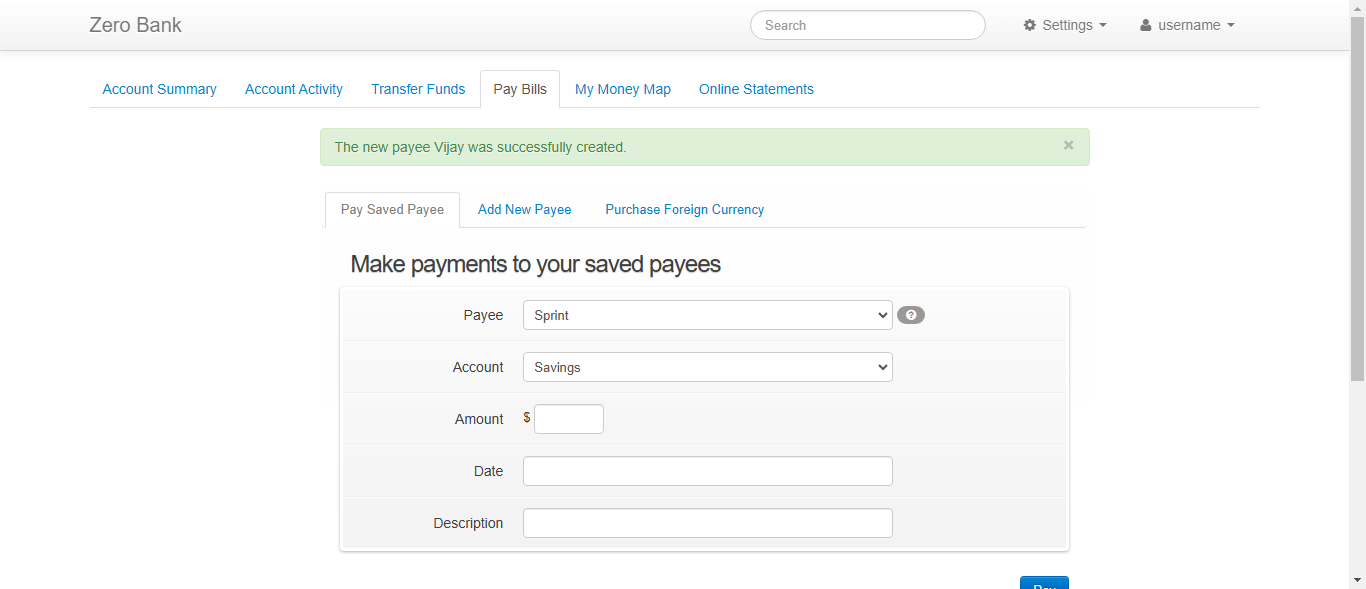 Zero Bank Search Settings username
Account Summary Account Activity Transfer Funds Pay Bills My Money Map Online Statements
The new payee Vijay was successfully created. ×
Pay Saved Payee Add New Payee Purchase Foreign Currency
Make payments to your saved payees
Payee Sprint ?
Account Savings
Amount $
Date
Description
Pay